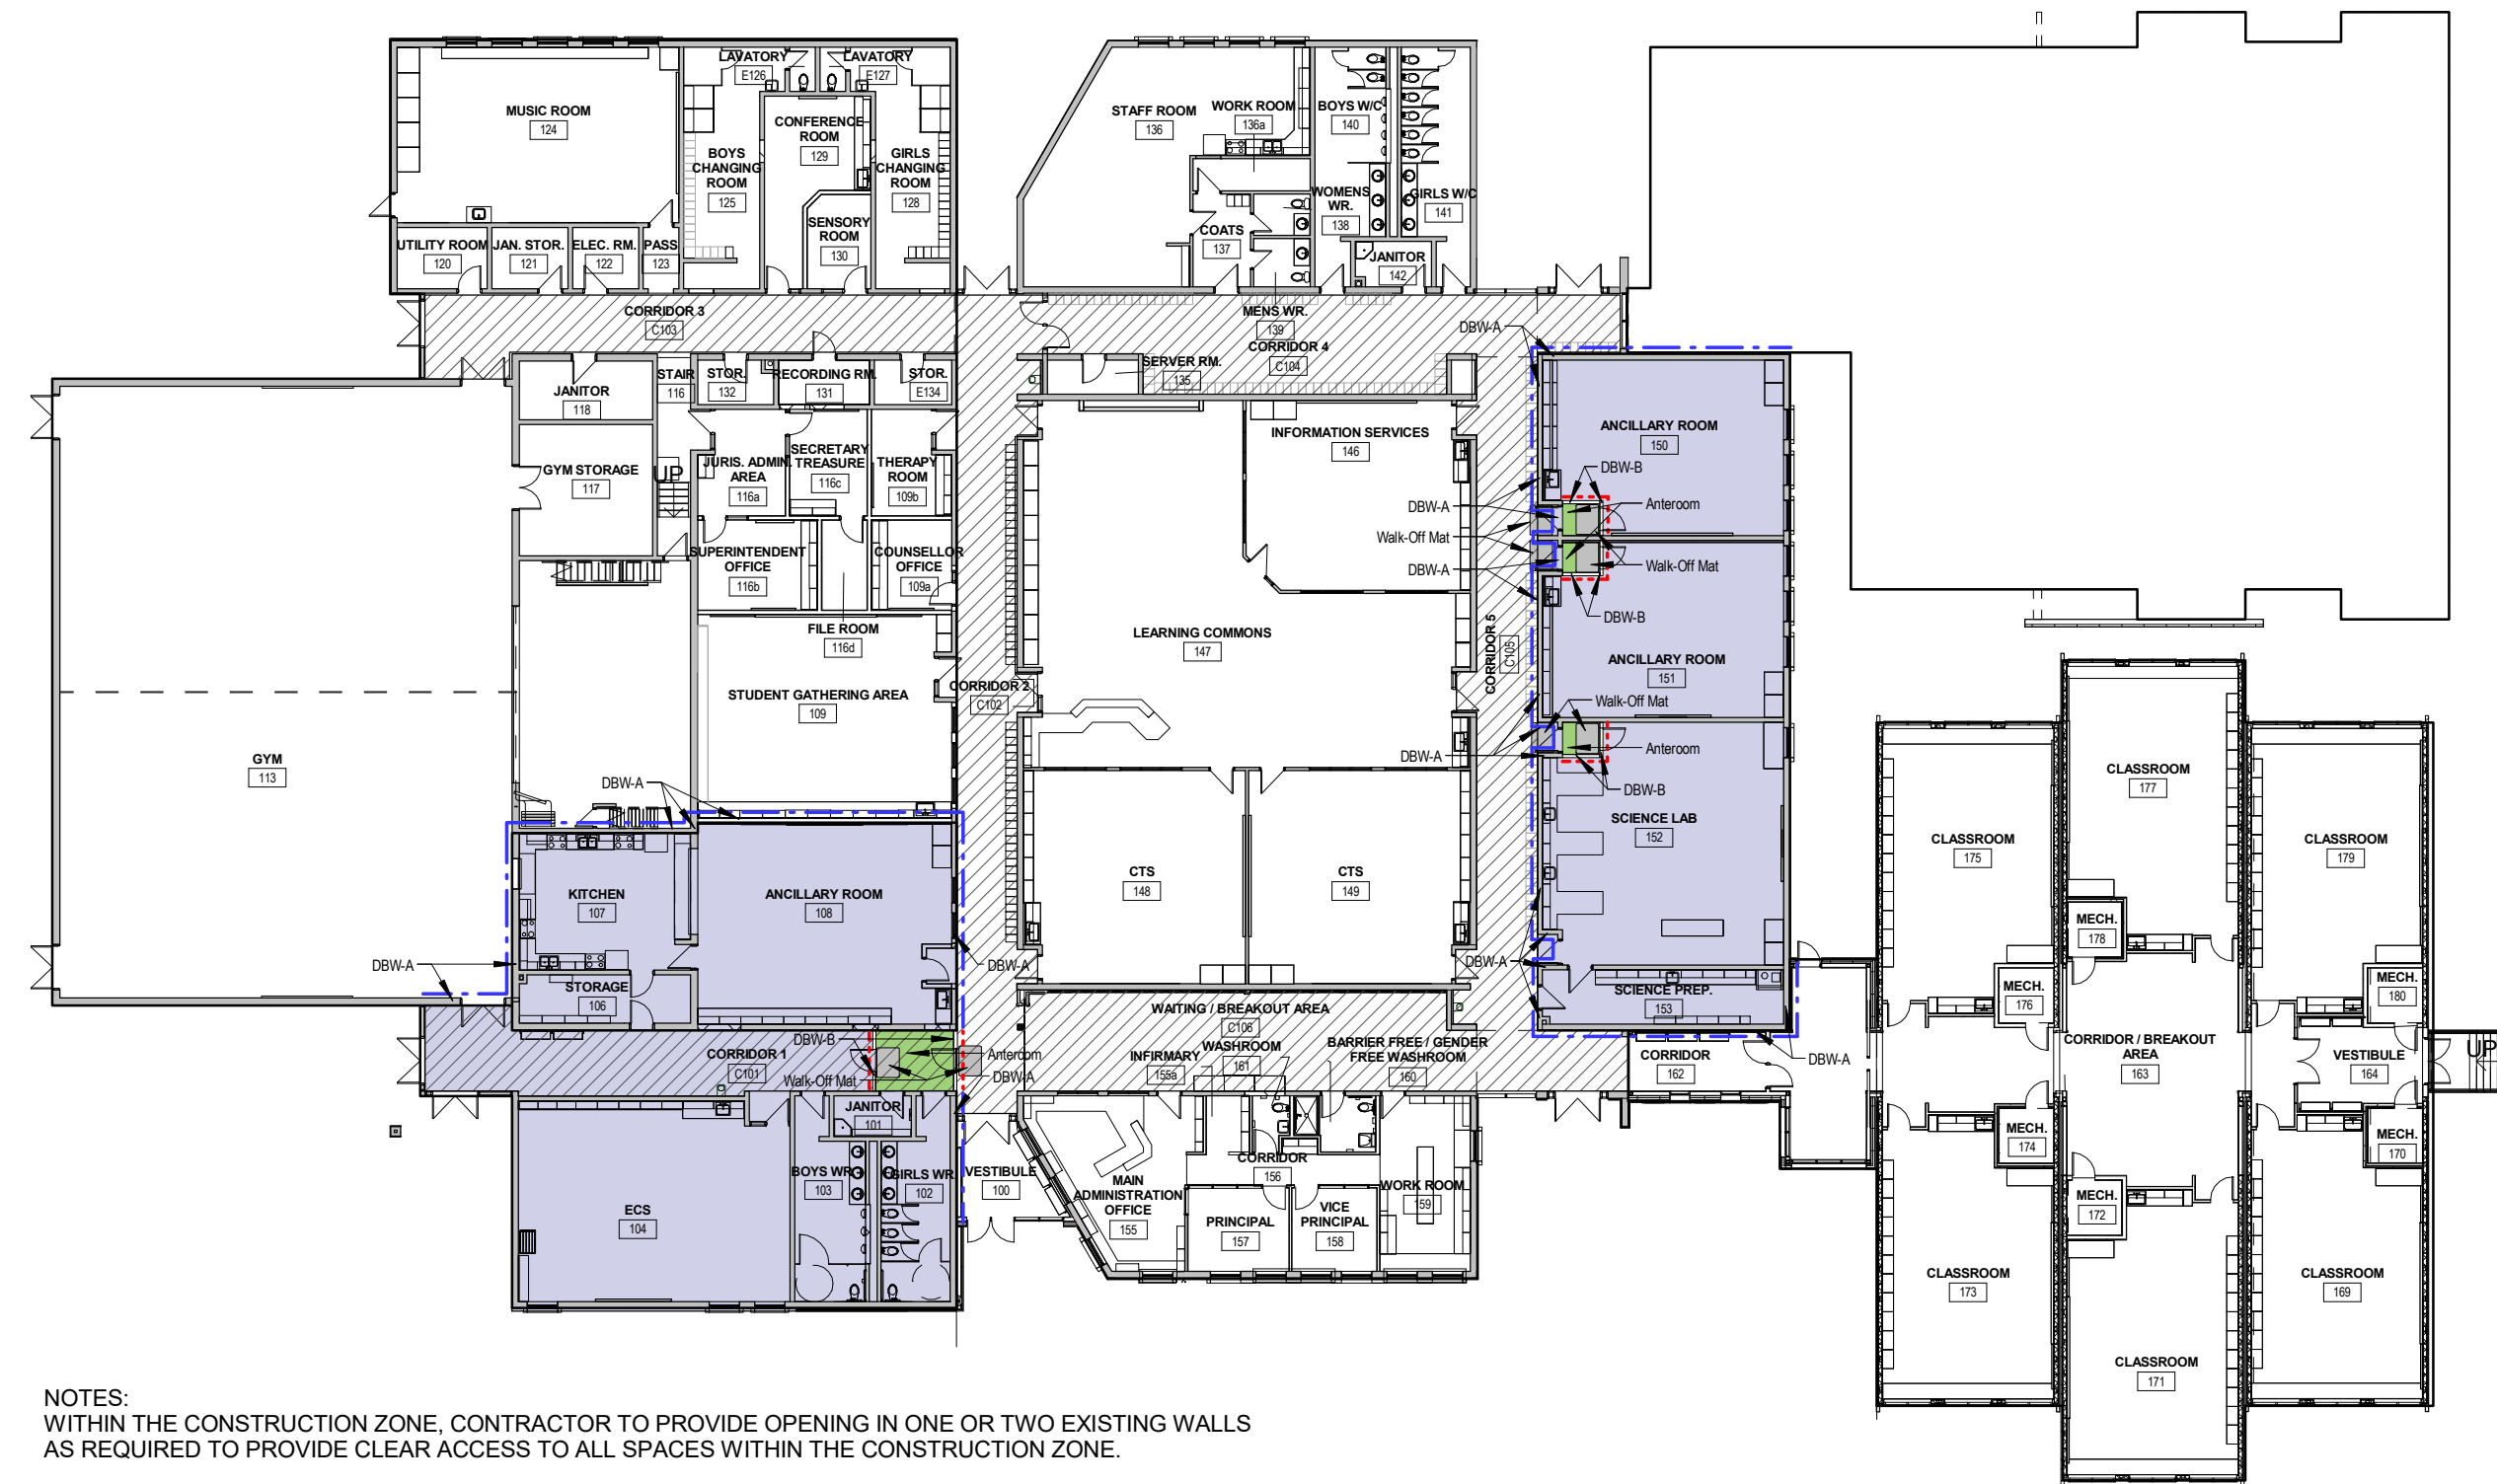 LAVATORY
E126
LAVATORY
E127
MUSIC ROOM
124
CONFERENCE
ROOM
129
BOYS
CHANGING
ROOM
125
GIRLS
CHANGING
ROOM
128
SENSORY
ROOM
130
UTILITY ROOM
120
JAN. STOR.
121
ELEC. RM.
122
PASS
123
STAFF ROOM
136
WORK ROOM
136a
BOYS W/C
140
WOMENS
WR.
138
GIRLS W/C
141
COATS
137
JANITOR
142
CORRIDOR 3
C103
MENS WR.
139
CORRIDOR 4
C104
DBW-A
SERVER RM.
135
JANITOR
118
STAIR
116
STOR.
132
RECORDING RM.
131
STOR.
E134
GYM STORAGE
117
UP
JURIS. ADMIN.
AREA
116a
SECRETARY
TREASURE
116c
THERAPY
ROOM
109b
SUPERINTENDENT
OFFICE
116b
COUNSELLOR
OFFICE
109a
FILE ROOM
116d
INFORMATION SERVICES
146
ANCILLARY ROOM
150
DBW-B
DBW-A
Anteroom
Walk-Off Mat
DBW-A
Walk-Off Mat
DBW-B
LEARNING COMMONS
147
CORRIDOR 5
C105
ANCILLARY ROOM
151
Walk-Off Mat
STUDENT GATHERING AREA
109
CORRIDOR 2
C102
GYM
113
DBW-A
DBW-A
Anteroom
DBW-B
SCIENCE LAB
152
KITCHEN
107
ANCILLARY ROOM
108
CTS
148
CTS
149
DBW-A
DBW-A
DBW-A
STORAGE
106
SCIENCE PREP.
153
WAITING / BREAKOUT AREA
C106
DBW-B
CORRIDOR 1
C101
Anteroom
Walk-Off Mat
DBW-A
INFIRMARY
155a
WASHROOM
161
BARRIER FREE / GENDER
FREE WASHROOM
160
CORRIDOR
162
DBW-A
JANITOR
101
BOYS WR.
103
GIRLS WR.
102
ECS
104
VESTIBULE
100
MAIN
ADMINISTRATION
OFFICE
155
CORRIDOR
156
PRINCIPAL
157
VICE
PRINCIPAL
158
WORK ROOM
159
CLASSROOM
177
CLASSROOM
175
CLASSROOM
179
MECH.
178
MECH.
176
MECH.
180
CORRIDOR / BREAKOUT
AREA
163
VESTIBULE
164
UP
MECH.
174
MECH.
170
MECH.
172
CLASSROOM
173
CLASSROOM
169
CLASSROOM
171
NOTES:
WITHIN THE CONSTRUCTION ZONE, CONTRACTOR TO PROVIDE OPENING IN ONE OR TWO EXISTING WALLS
AS REQUIRED TO PROVIDE CLEAR ACCESS TO ALL SPACES WITHIN THE CONSTRUCTION ZONE.